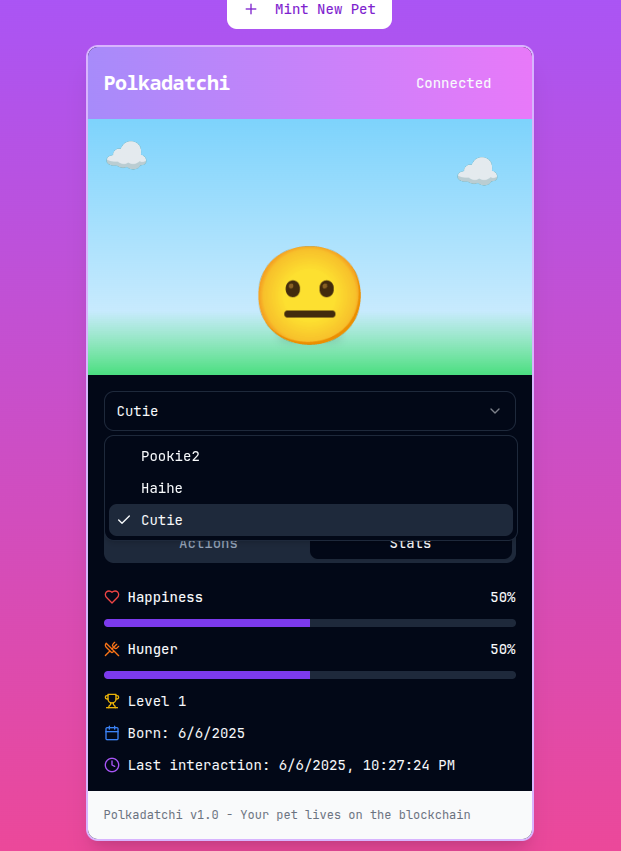 + Mint New Pet
Polkadatchi
Connected
Cutie
Pookie2
Haihe
Cutie
Actions
Stats
Happiness 50%
Hunger 50%
Level 1
Born: 6/6/2025
Last interaction: 6/6/2025, 10:27:24 PM
Polkadatchi v1.0 - Your pet lives on the blockchain